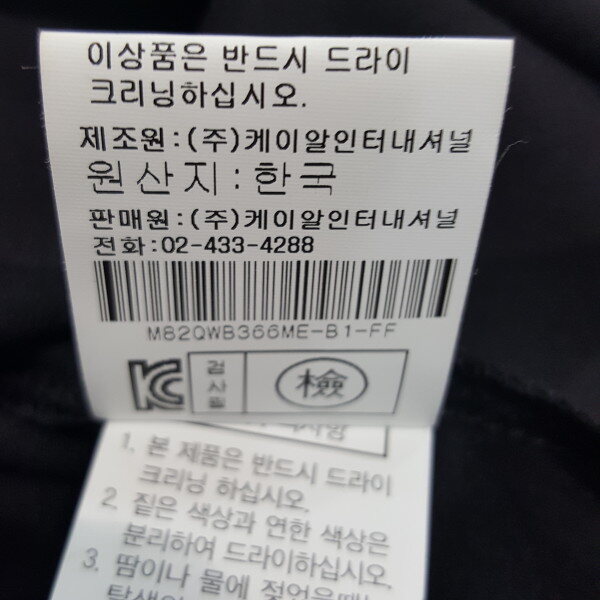 이상품은 반드시 드라이
크리닝하십시오.
제조원:(주)케이알인터내셔널
원산지:한국
판매원:(주)케이알인터내셔널
전화:02-433-4288
M82QWB366ME-B1-FF
KC 검사필 檢
1. 본 제품은 반드시 드라이
크리닝 하십시오.
2. 짙은 색상과 연한 색상은
분리하여 드라이하십시오.
3. 땀이나 물에 젖었을때는